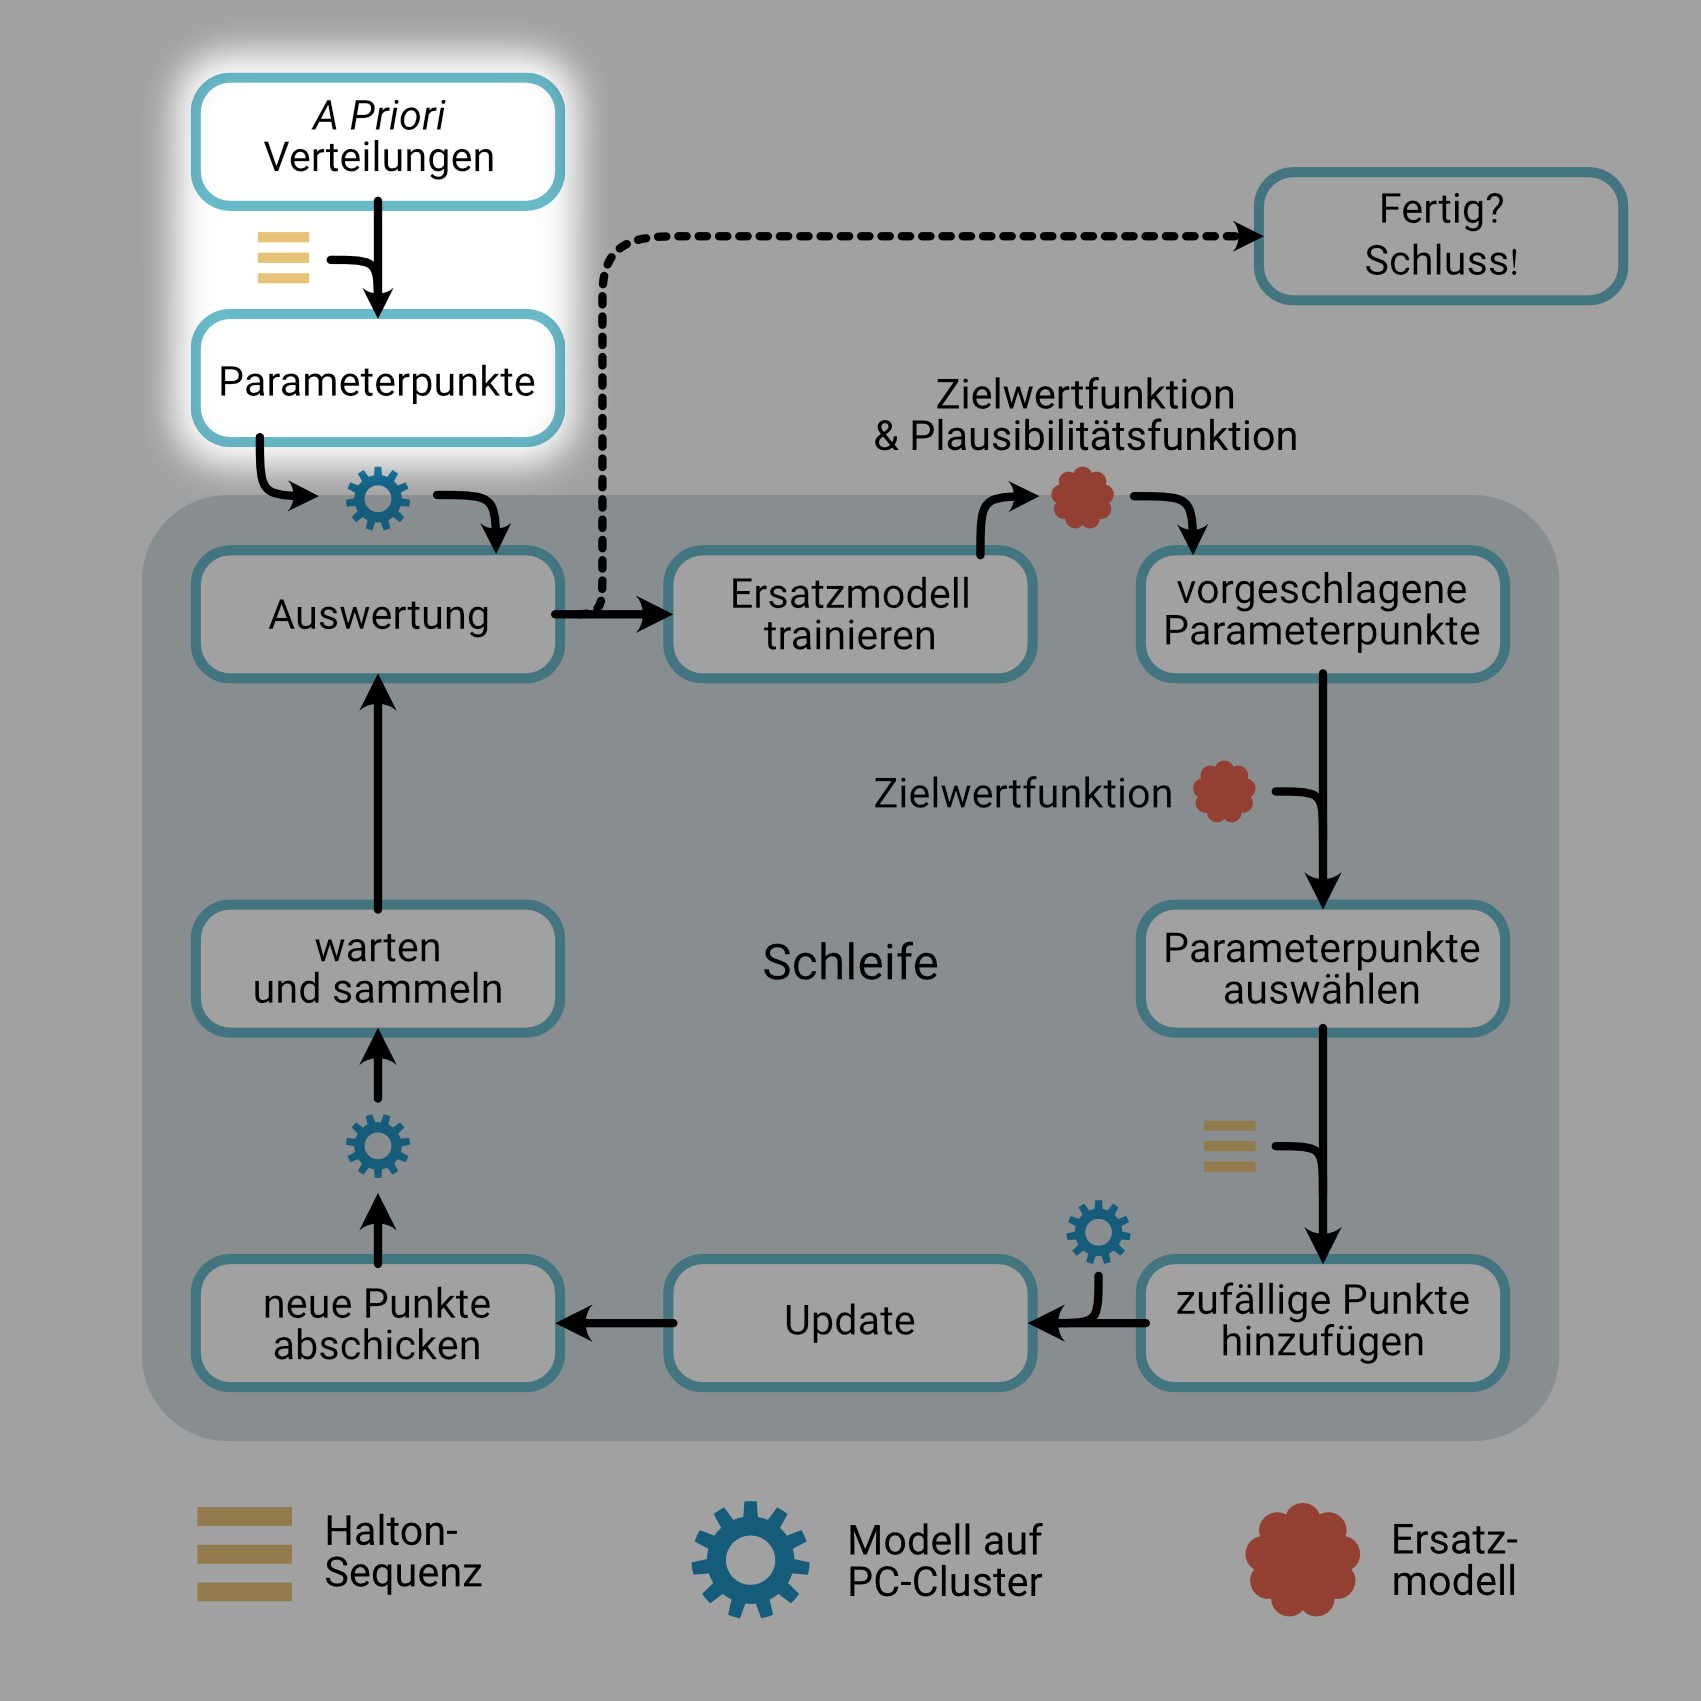 A Priori
Verteilungen
Parameterpunkte
Fertig?
Schluss!
Zielwertfunktion
& Plausibilitätsfunktion
Auswertung
Ersatzmodell
trainieren
vorgeschlagene
Parameterpunkte
Zielwertfunktion
warten
und sammeln
Schleife
Parameterpunkte
auswählen
neue Punkte
abschicken
Update
zufällige Punkte
hinzufügen
Halton-
Sequenz
Modell auf
PC-Cluster
Ersatz-
modell